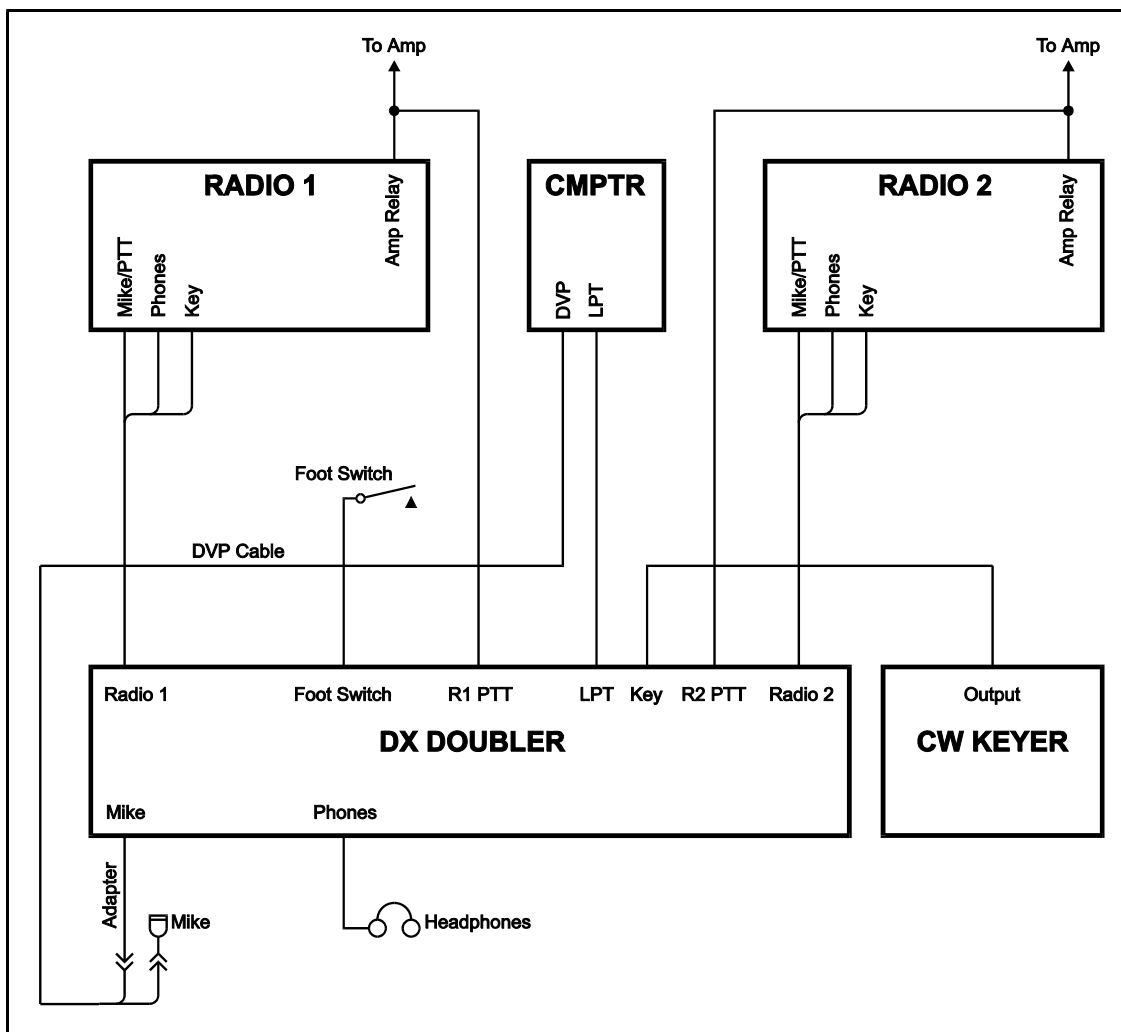 To Amp
To Amp
RADIO 1
CMPTR
RADIO 2
Amp Relay
Amp Relay
Mike/PTT
Phones
Key
DVP
LPT
Mike/PTT
Phones
Key
Foot Switch
DVP Cable
Radio 1
Foot Switch
R1 PTT
LPT
Key
R2 PTT
Radio 2
Output
DX DOUBLER
CW KEYER
Mike
Phones
Adapter
Mike
Headphones